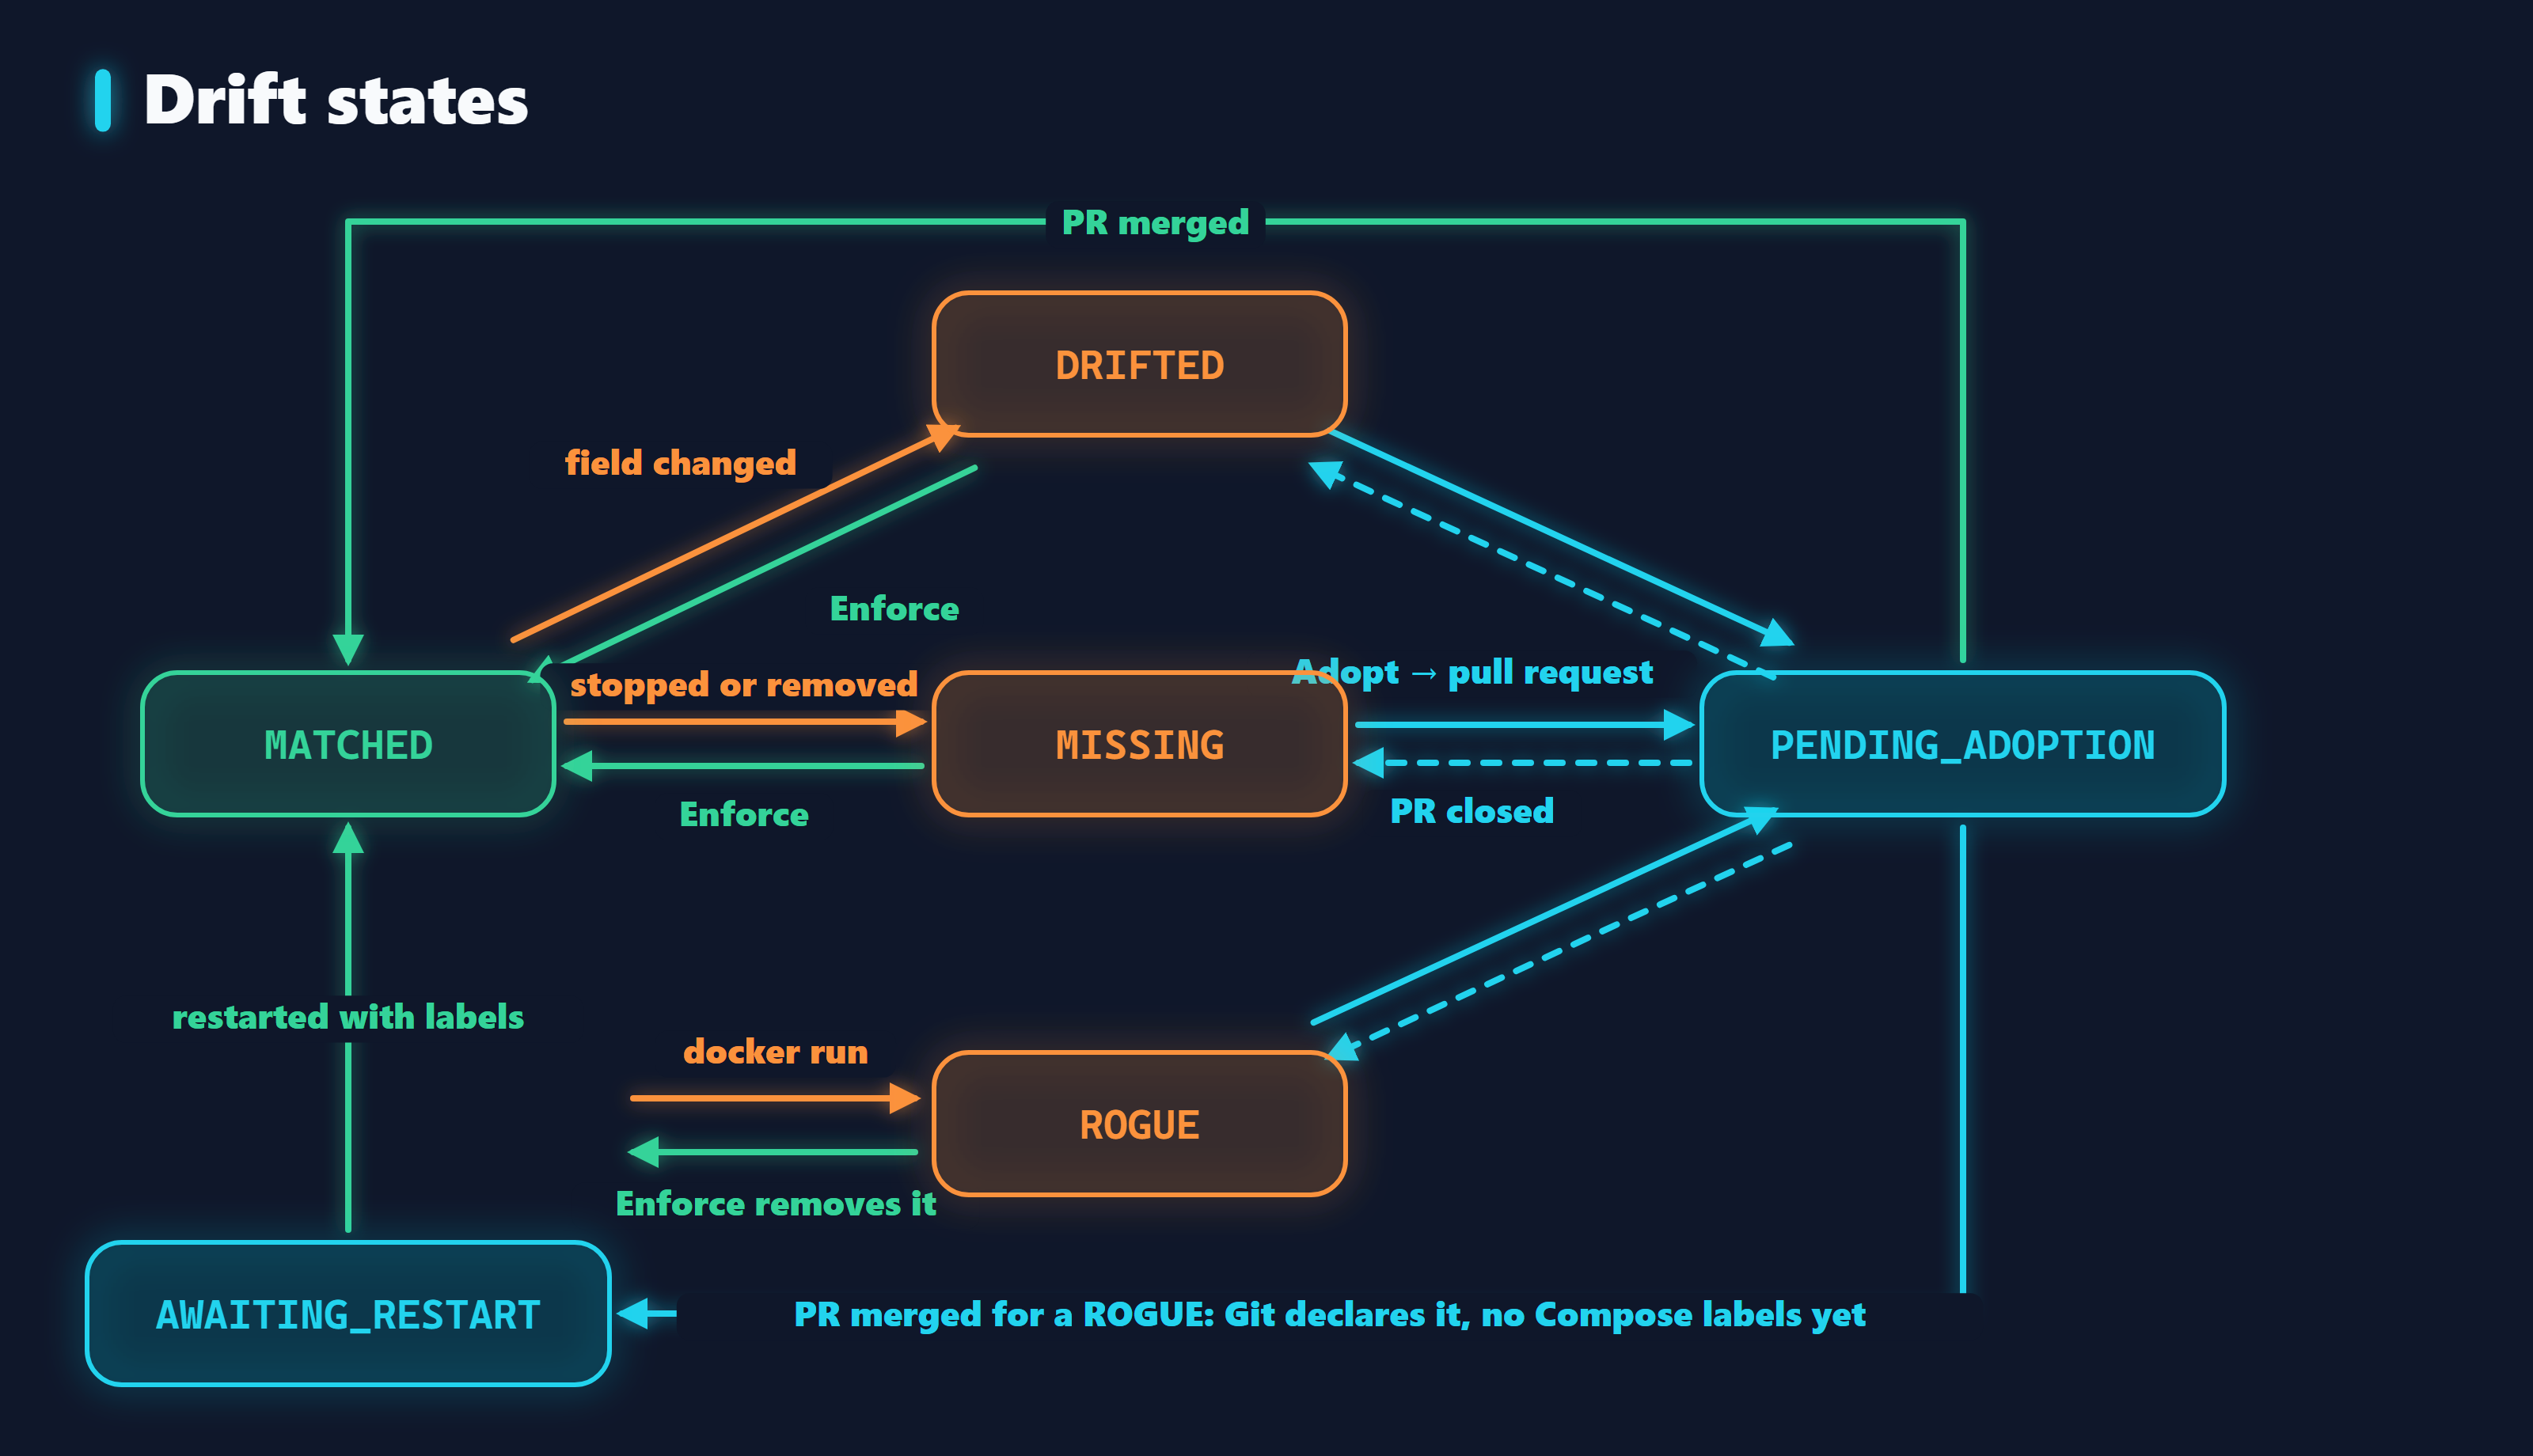 Drift states
PR merged
DRIFTED
field changed
Enforce
stopped or removed
Adopt → pull request
MATCHED
MISSING
PENDING_ADOPTION
Enforce
PR closed
restarted with labels
docker run
ROGUE
Enforce removes it
AWAITING_RESTART
PR merged for a ROGUE: Git declares it, no Compose labels yet